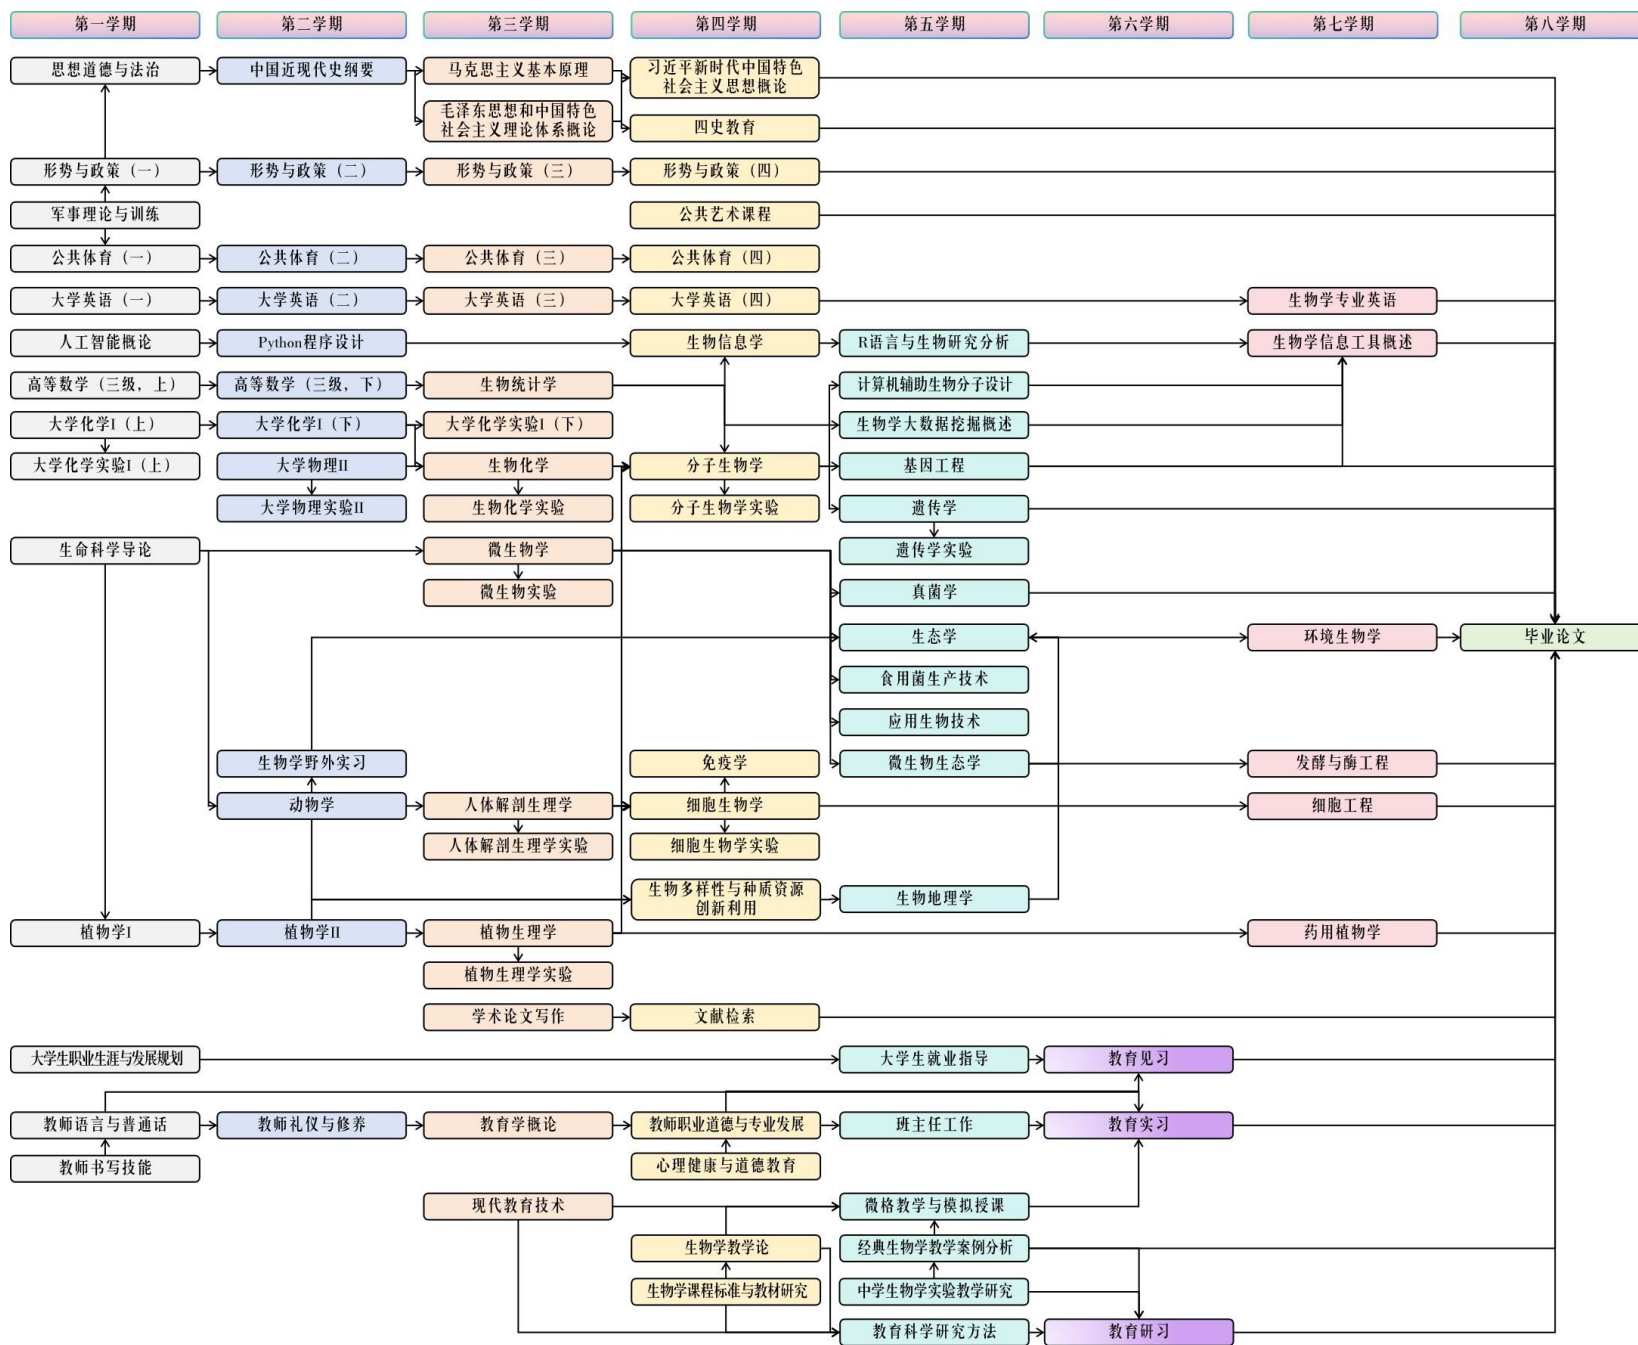 第一学期
第二学期
第三学期
第四学期
第五学期
第六学期
第七学期
第八学期
思想道德与法治
中国近现代史纲要
马克思主义基本原理
习近平新时代中国特色
社会主义思想概论
毛泽东思想和中国特色
社会主义理论体系概论
四史教育
形势与政策（一）
形势与政策（二）
形势与政策（三）
形势与政策（四）
军事理论与训练
公共艺术课程
公共体育（一）
公共体育（二）
公共体育（三）
公共体育（四）
大学英语（一）
大学英语（二）
大学英语（三）
大学英语（四）
生物学专业英语
人工智能概论
Python程序设计
生物信息学
R语言与生物研究分析
生物学信息工具概述
高等数学（三级，上）
高等数学（三级，下）
生物统计学
计算机辅助生物分子设计
大学化学I（上）
大学化学I（下）
大学化学实验I（下）
生物学大数据挖掘概述
大学化学实验I（上）
大学物理II
生物化学
分子生物学
基因工程
大学物理实验II
生物化学实验
分子生物学实验
遗传学
生命科学导论
微生物学
遗传学实验
微生物实验
真菌学
生态学
环境生物学
毕业论文
食用菌生产技术
应用生物技术
生物学野外实习
免疫学
微生物生态学
发酵与酶工程
动物学
人体解剖生理学
细胞生物学
细胞工程
人体解剖生理学实验
细胞生物学实验
生物多样性与种质资源
创新利用
生物地理学
植物学I
植物学II
植物生理学
药用植物学
植物生理学实验
学术论文写作
文献检索
大学生职业生涯与发展规划
大学生就业指导
教育见习
教师语言与普通话
教师礼仪与修养
教育学概论
教师职业道德与专业发展
班主任工作
教育实习
教师书写技能
心理健康与道德教育
现代教育技术
微格教学与模拟授课
生物学教学论
经典生物学教学案例分析
生物学课程标准与教材研究
中学生物学实验教学研究
教育科学研究方法
教育研习